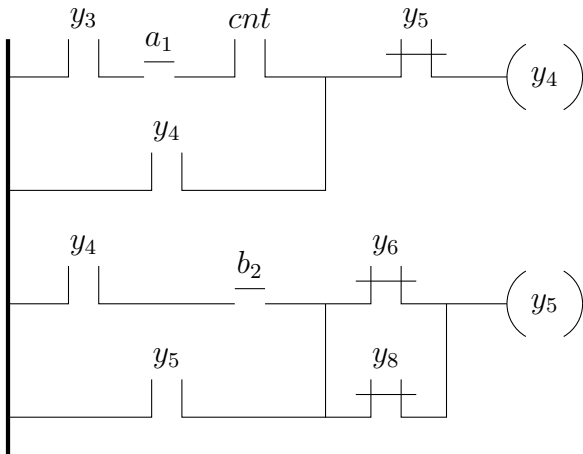 y₃ a₁ cnt y₅
y₄
y₄
y₄ b₂ y₆
y₅
y₅ y₈